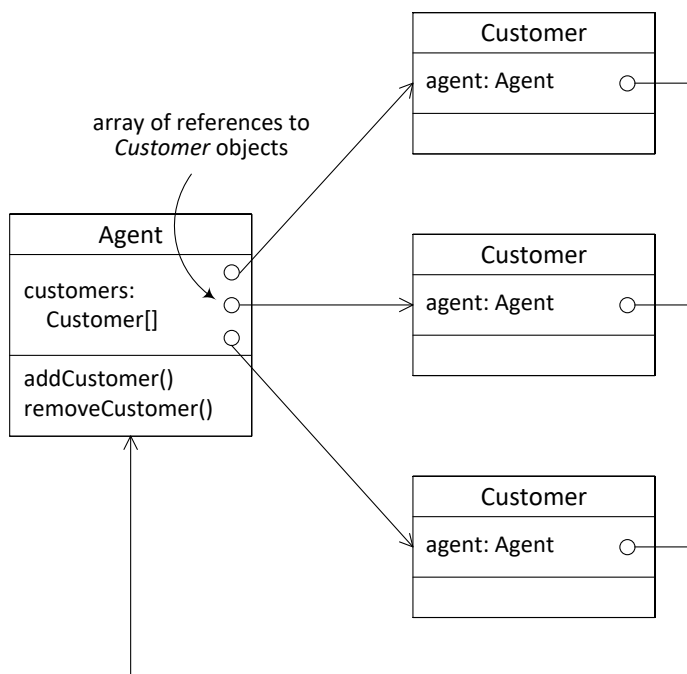 array of references to
Customer objects
Agent
customers:
Customer[]
addCustomer()
removeCustomer()
Customer
agent: Agent
Customer
agent: Agent
Customer
agent: Agent